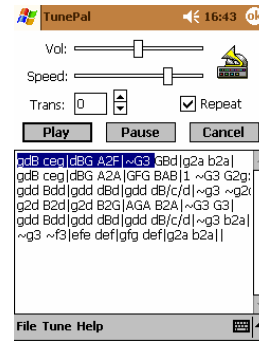 TunePal 16:43 ok
Vol:
Speed:
Trans: 0 Repeat
Play Pause Cancel
gdB ceg|dBG A2F|~G3 GBd|g2a b2a|
gdB ceg|dBG A2A|GFG BAB|1 ~G3 G2g:
gdd Bdd|gdd dBd|gdd dB/c/d|~g3 ~g2
g2d B2d|g2d B2G|AGA B2A|~G3 G3|
gdd Bdd|gdd dBd|gdd dB/c/d|~g3 b2a|
~g3 ~f3|efe def|gfg def|g2a b2a||
File Tune Help